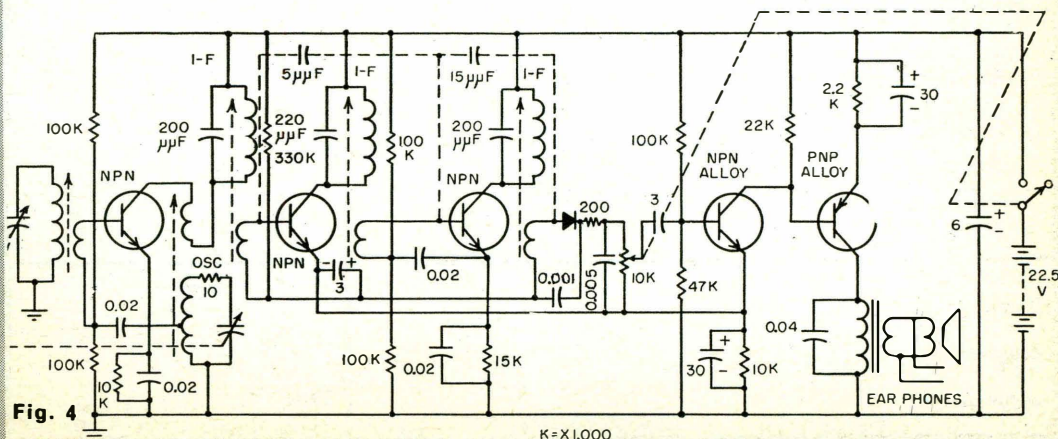 I-F
5µµF
I-F
15µµF
I-F
100K
200
µµF
220
µµF
330K
100
K
200
µµF
100K
22K
2.2
K
+
30
-
NPN
NPN
NPN
ALLOY
PNP
ALLOY
3
200
+
6
-
22.5
V
OSC
10
NPN
- +
3
0.02
0.02
0.001
0.005
10K
47K
0.04
100K
10
K
0.02
100K
0.02
15K
+
30
-
10K
EAR PHONES
Fig. 4
K=X1,000